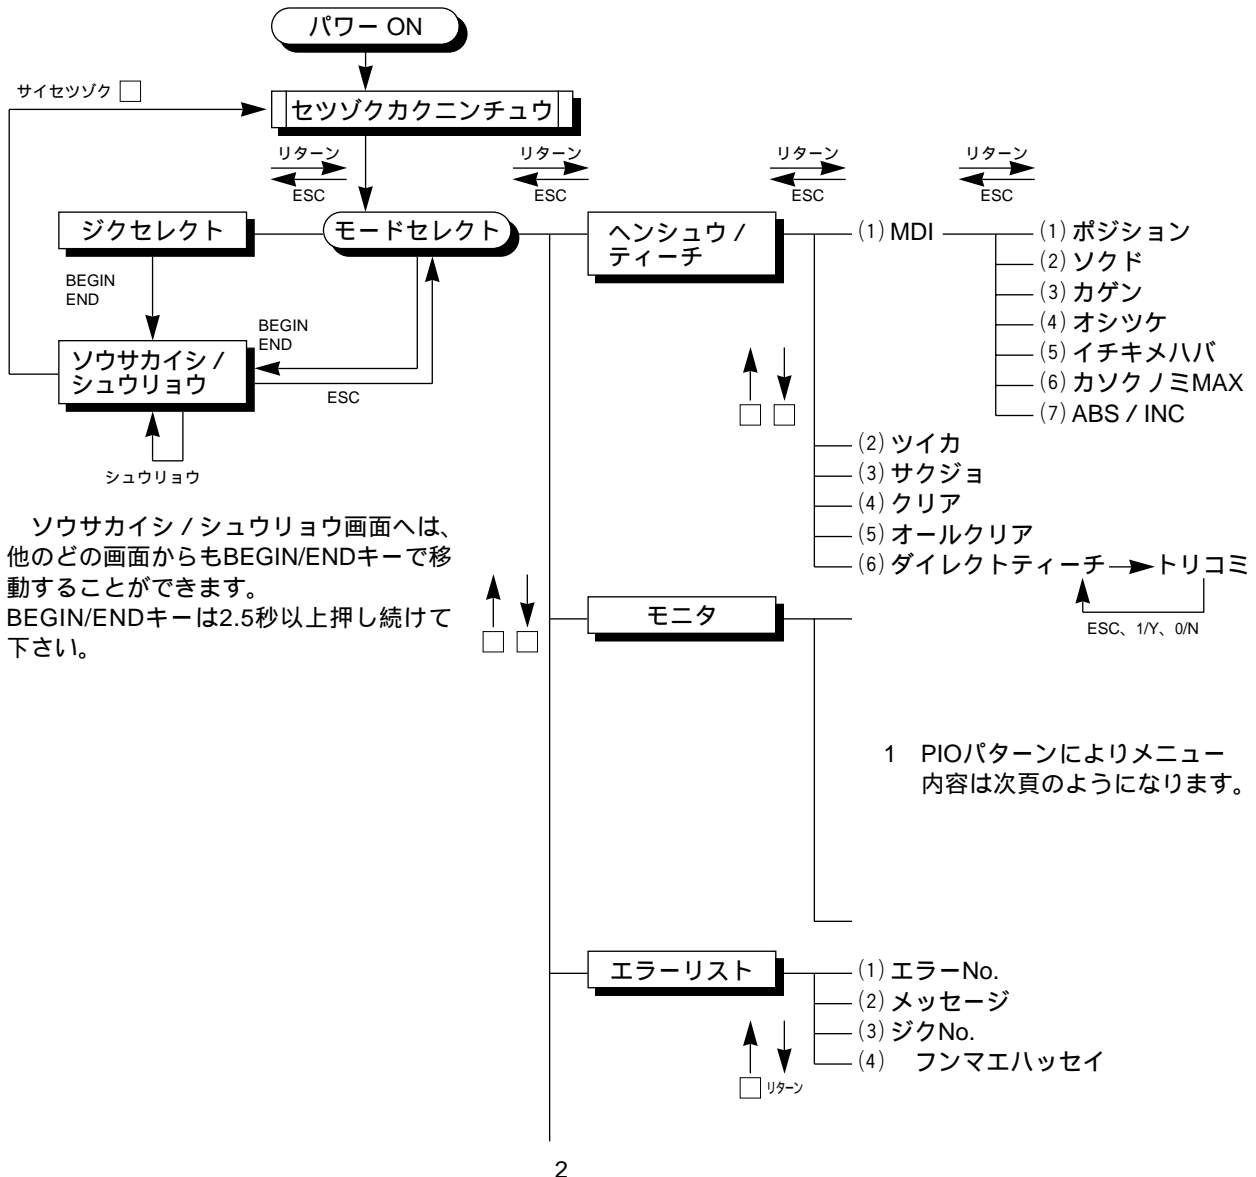 パワー ON
サイセツゾク □
セツゾクカクニンチュウ
リターン
ESC
リターン
ESC
リターン
ESC
リターン
ESC
ジクセレクト
モードセレクト
BEGIN
END
ソウサカイシ /
シュウリョウ
BEGIN
END
ESC
シュウリョウ
ヘンシュウ /
ティーチ
(1) MDI
(1) ポジション
(2) ソクド
(3) カゲン
(4) オシツケ
(5) イチキメハバ
(6) カソクノミMAX
(7) ABS / INC
□ □
(2) ツイカ
(3) サクジョ
(4) クリア
(5) オールクリア
(6) ダイレクトティーチ
トリコミ
ESC、1/Y、0/N
ソウサカイシ / シュウリョウ画面へは、
他のどの画面からもBEGIN/ENDキーで移
動することができます。
BEGIN/ENDキーは2.5秒以上押し続けて
下さい。
□ □
モニタ
1 PIOパターンによりメニュー
内容は次頁のようになります。
エラーリスト
(1) エラーNo.
(2) メッセージ
(3) ジクNo.
(4) フンマエハッセイ
□ リターン
2